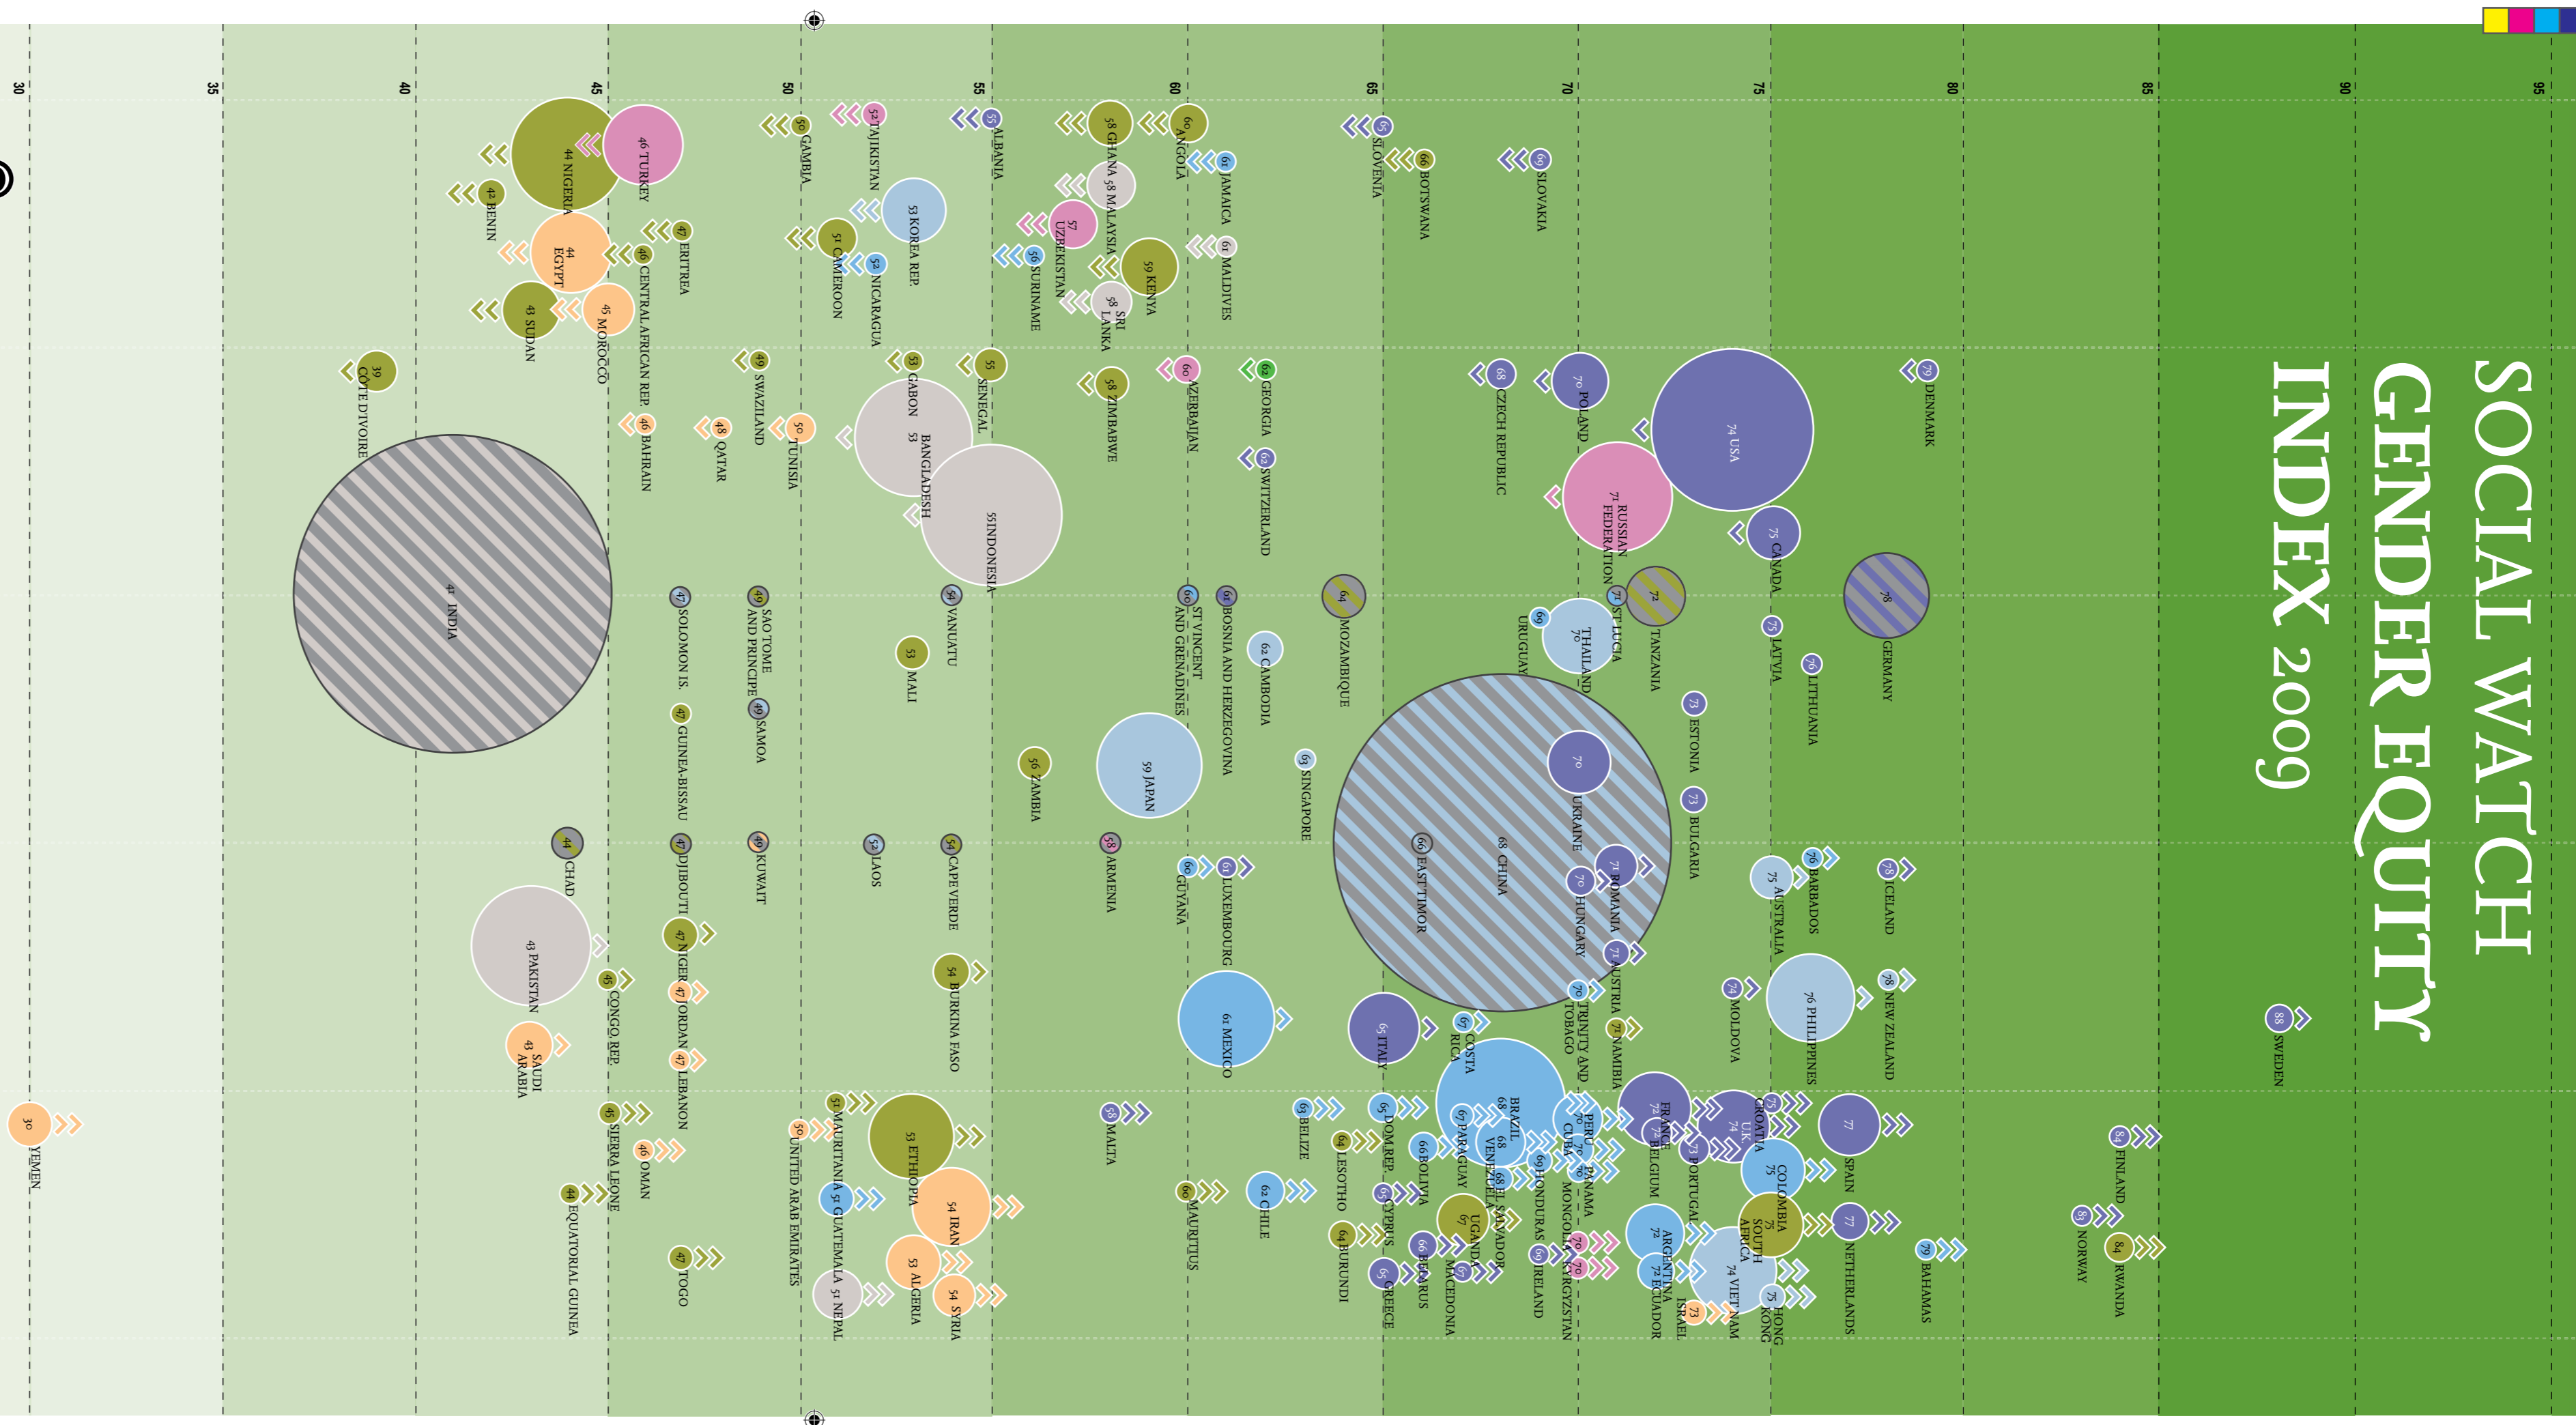 SOCIAL WATCH
GENDER EQUITY
INDEX 2009
95
90
85
80
75
70
65
60
55
50
45
40
35
30
88 SWEDEN
84 FINLAND
84 RWANDA
83 NORWAY
79 DENMARK
79 BAHAMAS
78 GERMANY
78 ICELAND
78 NEW ZEALAND
77 SPAIN
77 NETHERLANDS
76 LITHUANIA
76 BARBADOS
76 PHILIPPINES
75 CANADA
75 LATVIA
75 AUSTRALIA
75 CROATIA
75 COLOMBIA
75 SOUTH
AFRICA
75 HONG
KONG
74 USA
74 MOLDOVA
74 U.K.
74 VIET NAM
73 ESTONIA
73 BULGARIA
73 PORTUGAL
73 ISRAEL
72 TANZANIA
72 FRANCE
72 BELGIUM
72 ARGENTINA
72 ECUADOR
71 RUSSIAN
FEDERATION
71 ST LUCIA
71 ROMANIA
71 AUSTRIA
71 NAMIBIA
70 POLAND
70 THAILAND
70 UKRAINE
70 HUNGARY
70 TRINITY AND
TOBAGO
70 PERU
70 CUBA
70 PANAMA
70 MONGOLIA
70 KYRGYZSTAN
69 SLOVAKIA
69 URUGUAY
69 HONDURAS
69 IRELAND
68 CZECH REPUBLIC
68 CHINA
68 BRAZIL
68 VENEZUELA
68 EL SALVADOR
67 COSTA
RICA
67 PARAGUAY
67 UGANDA
67 MACEDONIA
66 BOTSWANA
66 EAST TIMOR
66 BOLIVIA
66 BELARUS
65 SLOVENIA
65 ITALY
65 DOM.REP.
65 CYPRUS
65 GREECE
64 MOZAMBIQUE
64 LESOTHO
64 BURUNDI
63 SINGAPORE
63 BELIZE
62 GEORGIA
62 SWITZERLAND
62 CAMBODIA
62 CHILE
61 JAMAICA
61 MALDIVES
61 BOSNIA AND HERZEGOVINA
61 LUXEMBOURG
61 MEXICO
60 ANGOLA
60 AZERBAIJAN
60 ST VINCENT
AND GRENADINES
60 GUYANA
60 MAURITIUS
59 KENYA
59 JAPAN
58 GHANA
58 MALAYSIA
58 SRI
LANKA
58 ZIMBABWE
58 ARMENIA
58 MALTA
57 UZBEKISTAN
56 SURINAME
56 ZAMBIA
55 ALBANIA
55 SENEGAL
55 INDONESIA
54 VANUATU
54 CAPE VERDE
54 BURKINA FASO
54 IRAN
54 SYRIA
53 KOREA REP.
53 GABON
53 BANGLADESH
53 MALI
53 ETHIOPIA
53 ALGERIA
52 TAJIKISTAN
52 NICARAGUA
52 LAOS
51 CAMEROON
51 MAURITANIA
51 GUATEMALA
51 NEPAL
50 GAMBIA
50 TUNISIA
50 UNITED ARAB EMIRATES
49 SWAZILAND
49 SAO TOME
AND PRINCIPE
49 SAMOA
49 KUWAIT
48 QATAR
47 ERITREA
47 SOLOMON IS.
47 GUINEA-BISSAU
47 DJIBOUTI
47 NIGER
47 JORDAN
47 LEBANON
47 TOGO
46 TURKEY
46 CENTRAL AFRICAN REP.
46 BAHRAIN
46 OMAN
45 MOROCCO
45 CONGO, REP.
45 SIERRA LEONE
44 NIGERIA
44 EGYPT
44 CHAD
44 EQUATORIAL GUINEA
43 SUDAN
43 PAKISTAN
43 SAUDI
ARABIA
42 BENIN
41 INDIA
39 CÔTE D'IVOIRE
30 YEMEN